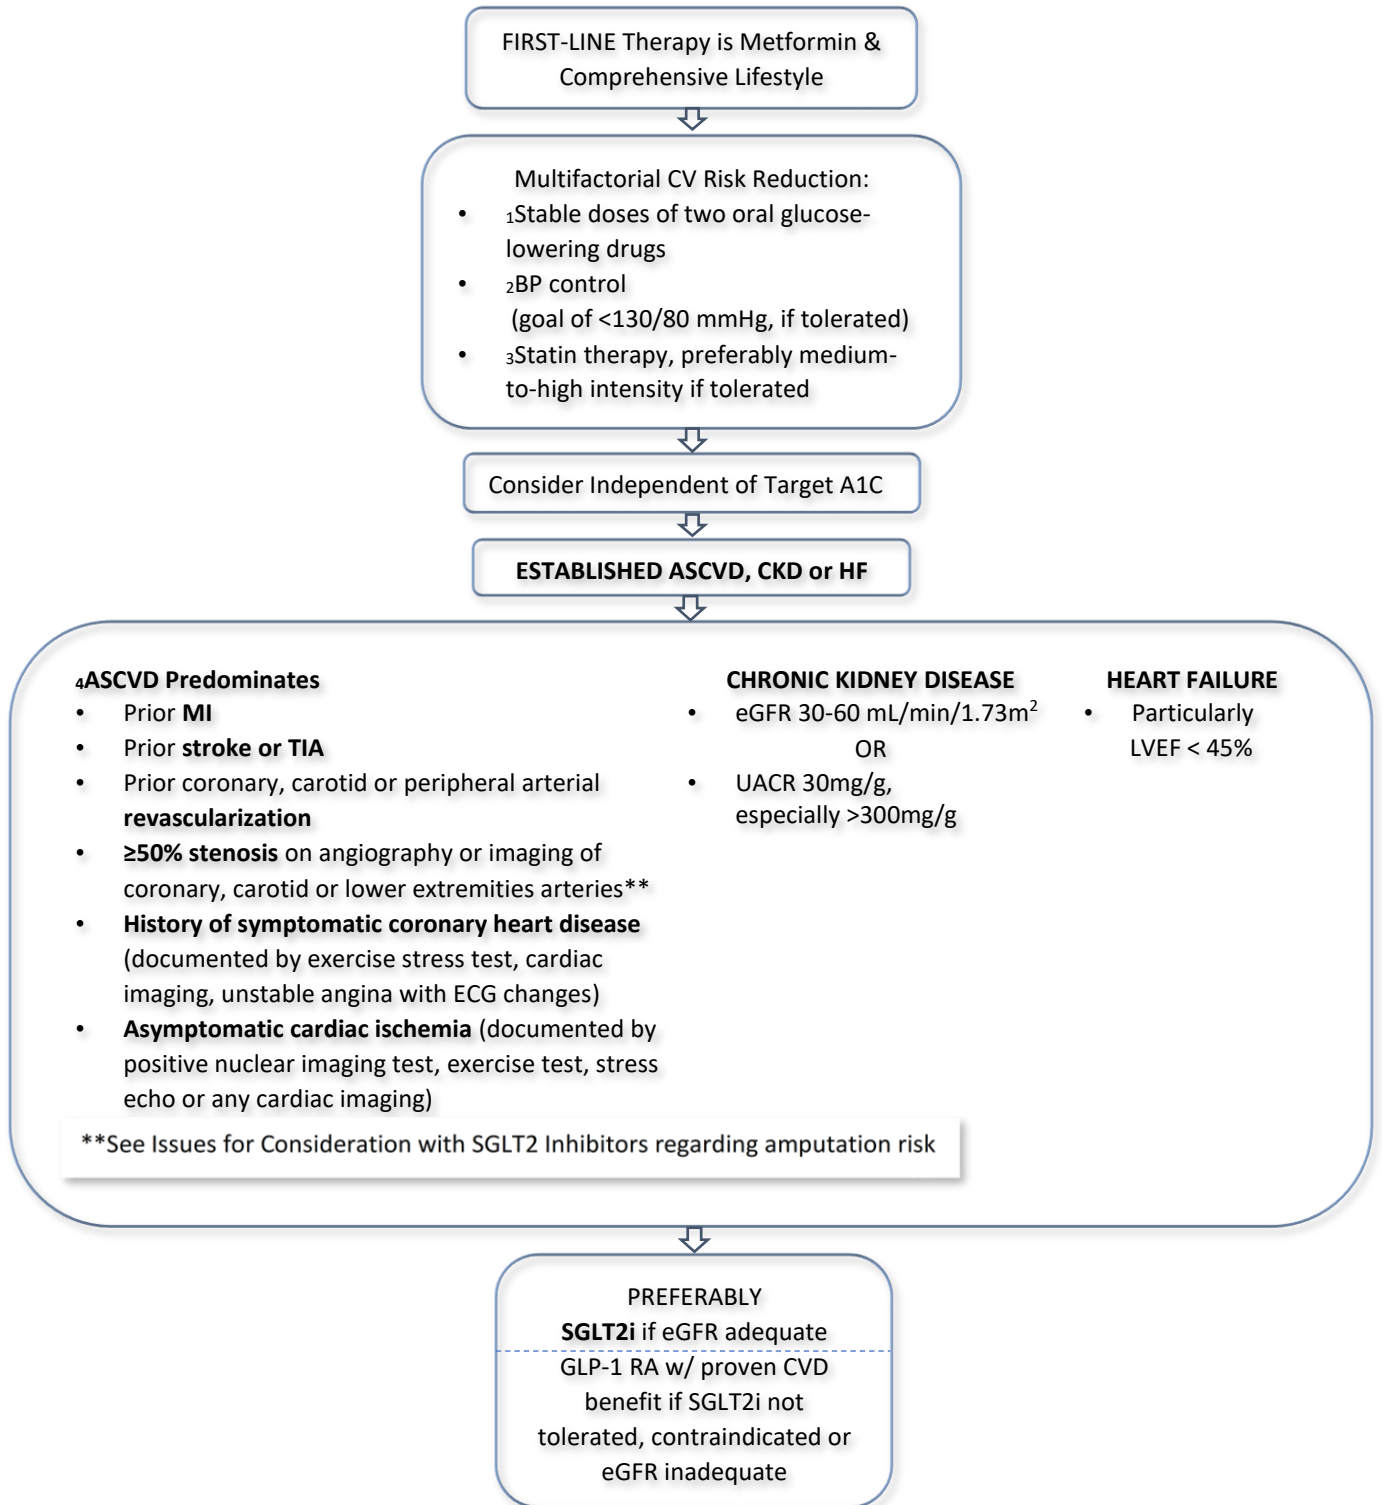 FIRST-LINE Therapy is Metformin &
Comprehensive Lifestyle
Multifactorial CV Risk Reduction:
• 1Stable doses of two oral glucose-
lowering drugs
• 2BP control
(goal of <130/80 mmHg, if tolerated)
• 3Statin therapy, preferably medium-
to-high intensity if tolerated
Consider Independent of Target A1C
ESTABLISHED ASCVD, CKD or HF
4ASCVD Predominates
• Prior MI
• Prior stroke or TIA
• Prior coronary, carotid or peripheral arterial
revascularization
• ≥50% stenosis on angiography or imaging of
coronary, carotid or lower extremities arteries**
• History of symptomatic coronary heart disease
(documented by exercise stress test, cardiac
imaging, unstable angina with ECG changes)
• Asymptomatic cardiac ischemia (documented by
positive nuclear imaging test, exercise test, stress
echo or any cardiac imaging)
CHRONIC KIDNEY DISEASE
• eGFR 30-60 mL/min/1.73m²
OR
• UACR 30mg/g,
especially >300mg/g
HEART FAILURE
• Particularly
LVEF < 45%
**See Issues for Consideration with SGLT2 Inhibitors regarding amputation risk
PREFERABLY
SGLT2i if eGFR adequate
GLP-1 RA w/ proven CVD
benefit if SGLT2i not
tolerated, contraindicated or
eGFR inadequate